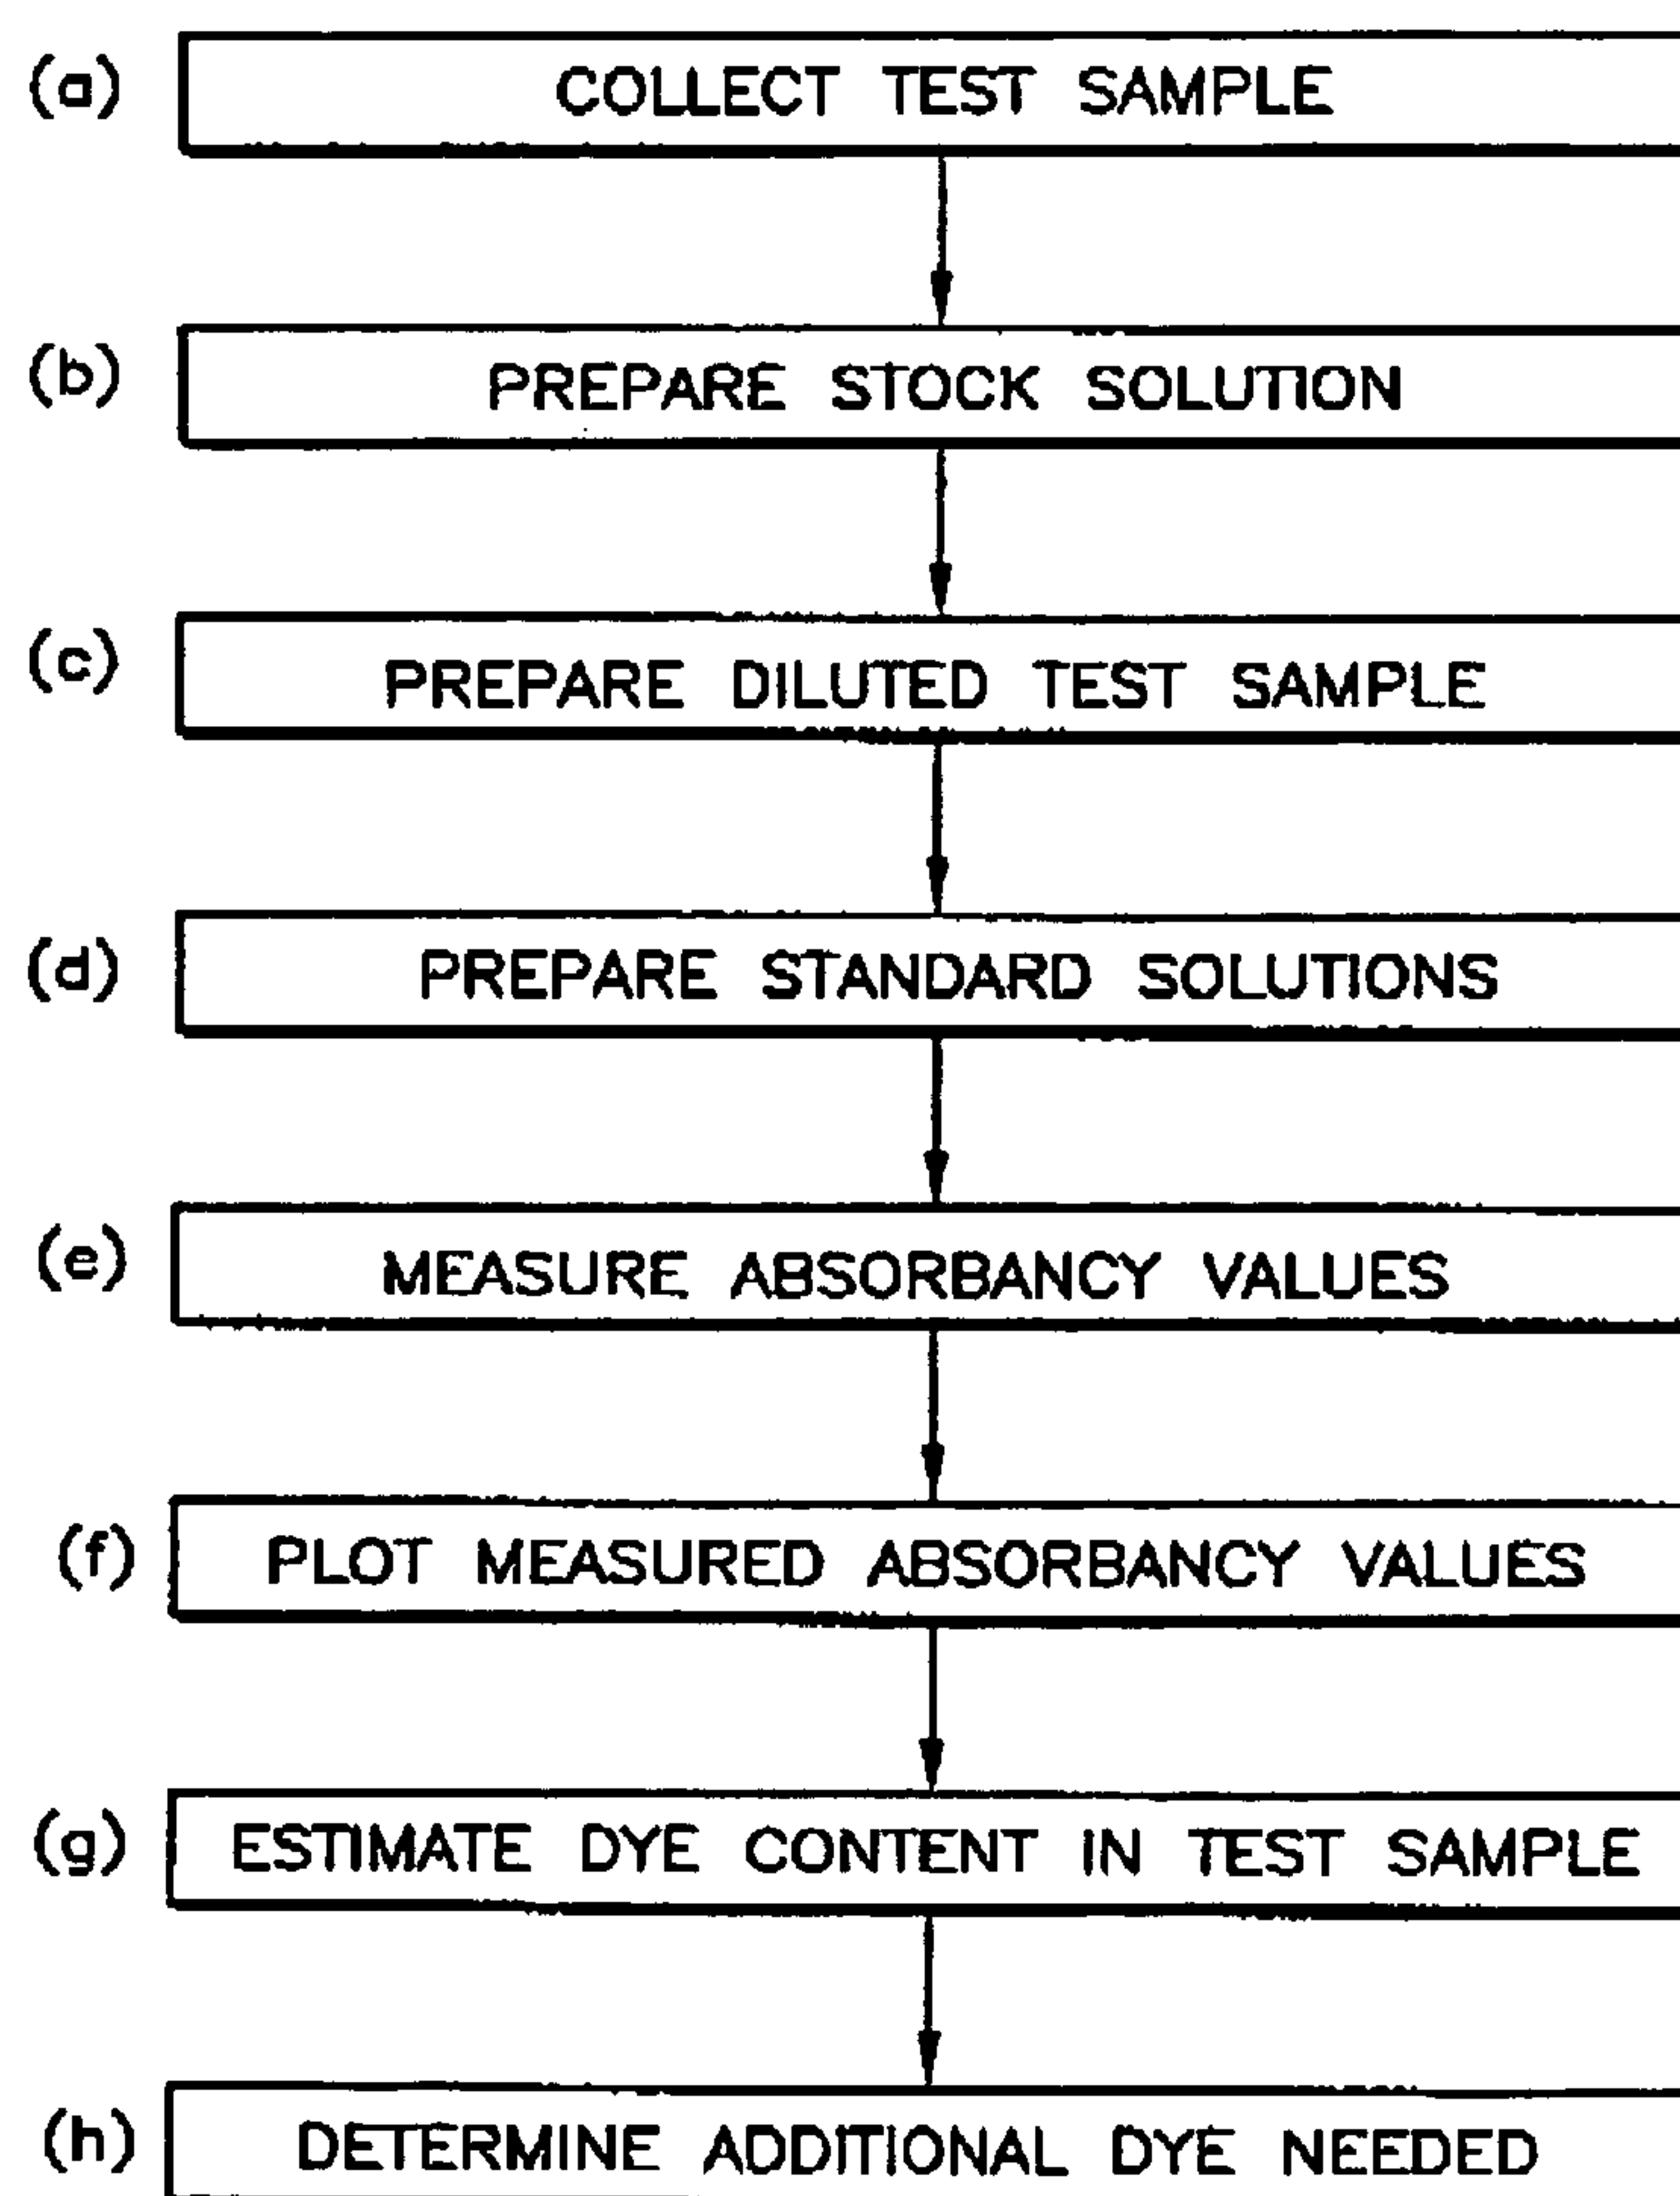 (a) COLLECT TEST SAMPLE
(b) PREPARE STOCK SOLUTION
(c) PREPARE DILUTED TEST SAMPLE
(d) PREPARE STANDARD SOLUTIONS
(e) MEASURE ABSORBANCY VALUES
(f) PLOT MEASURED ABSORBANCY VALUES
(g) ESTIMATE DYE CONTENT IN TEST SAMPLE
(h) DETERMINE ADDITIONAL DYE NEEDED